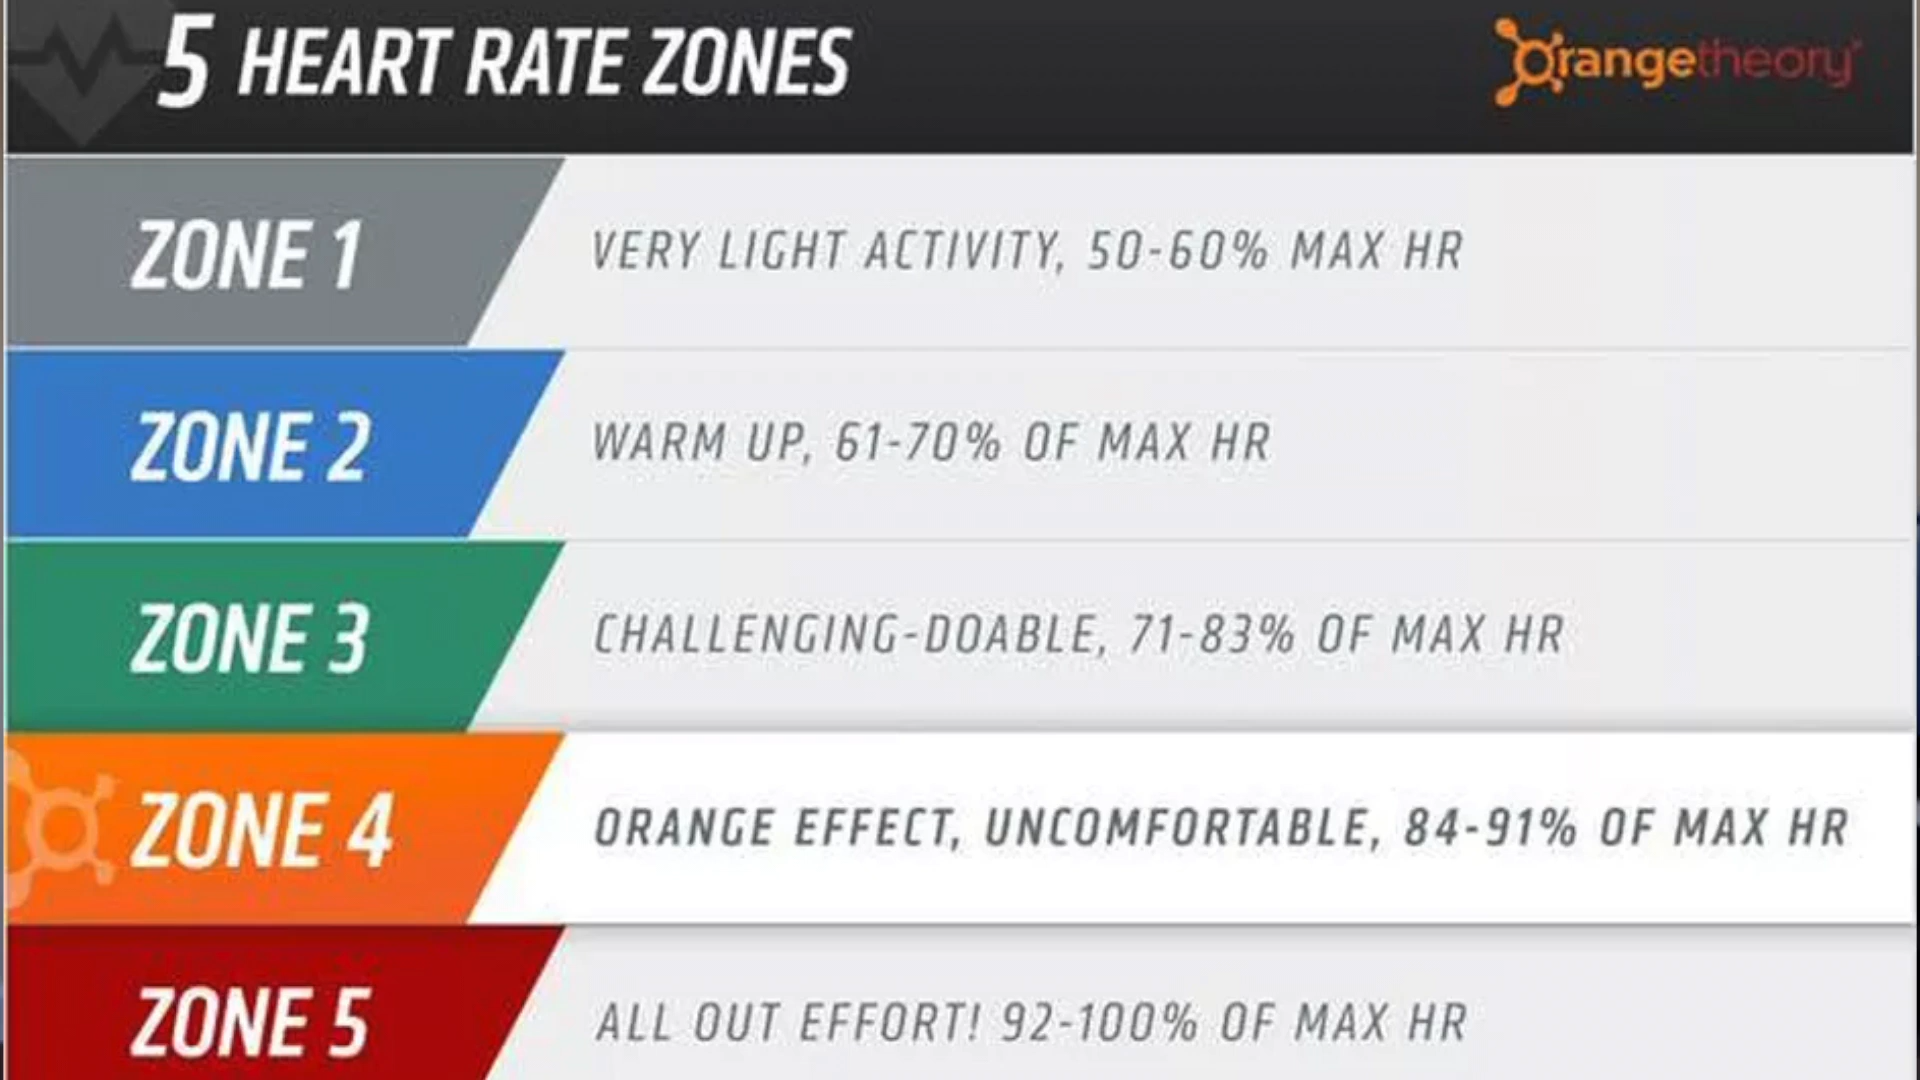 5 HEART RATE ZONES
Orangetheory
ZONE 1
VERY LIGHT ACTIVITY, 50-60% MAX HR
ZONE 2
WARM UP, 61-70% OF MAX HR
ZONE 3
CHALLENGING-DOABLE, 71-83% OF MAX HR
ZONE 4
ORANGE EFFECT, UNCOMFORTABLE, 84-91% OF MAX HR
ZONE 5
ALL OUT EFFORT! 92-100% OF MAX HR